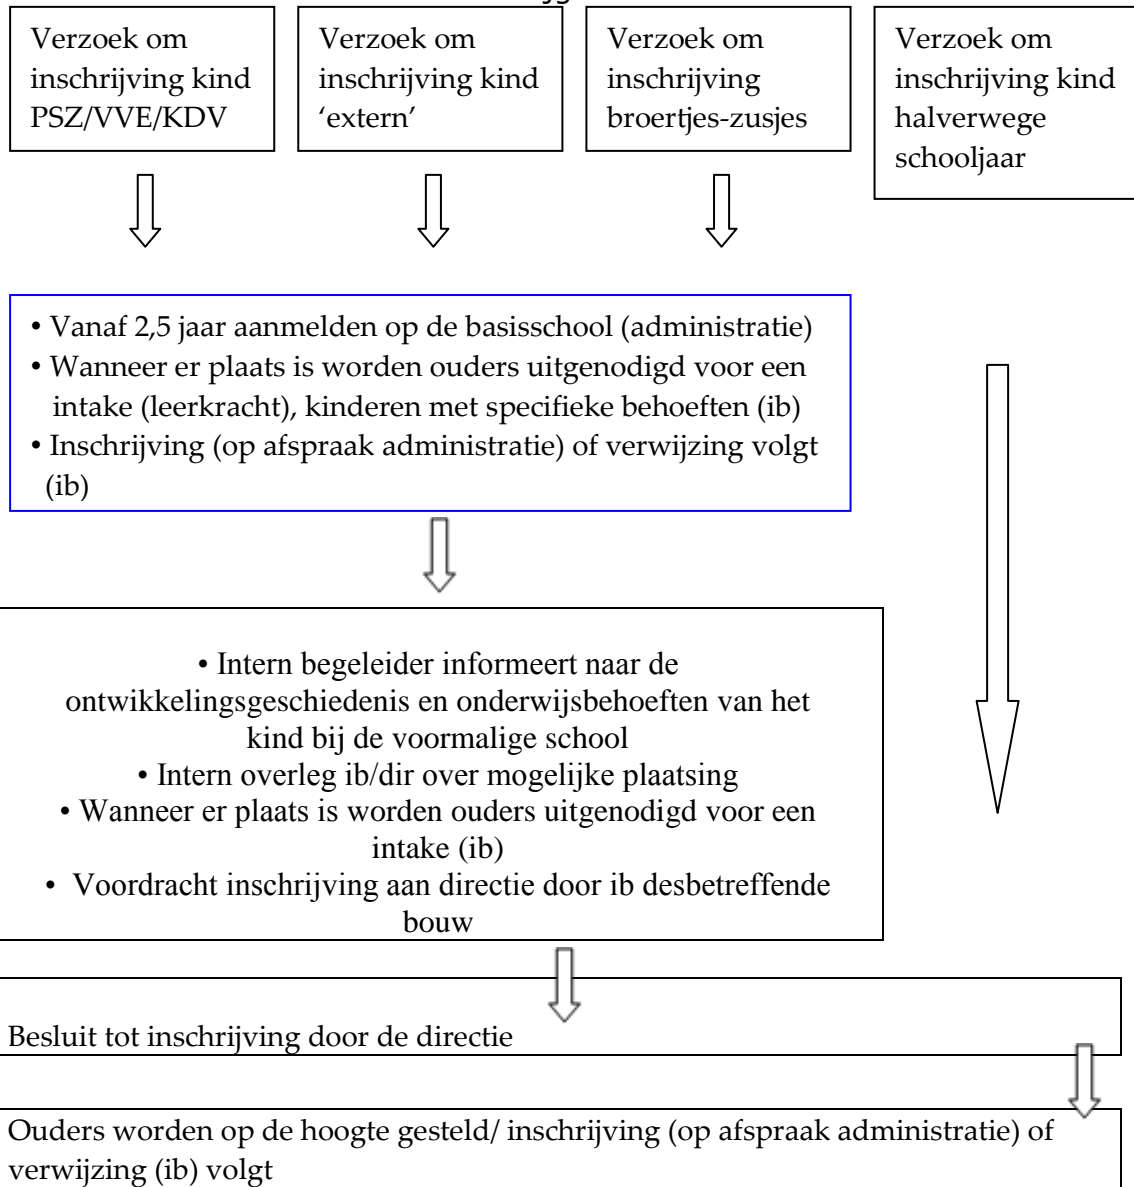 Verzoek om
inschrijving kind
PSZ/VVE/KDV
Verzoek om
inschrijving kind
‘extern’
Verzoek om
inschrijving
broertjes-zusjes
Verzoek om
inschrijving kind
halverwege
schooljaar
• Vanaf 2,5 jaar aanmelden op de basisschool (administratie)
• Wanneer er plaats is worden ouders uitgenodigd voor een
intake (leerkracht), kinderen met specifieke behoeften (ib)
• Inschrijving (op afspraak administratie) of verwijzing volgt
(ib)
• Intern begeleider informeert naar de
ontwikkelingsgeschiedenis en onderwijsbehoeften van het
kind bij de voormalige school
• Intern overleg ib/dir over mogelijke plaatsing
• Wanneer er plaats is worden ouders uitgenodigd voor een
intake (ib)
• Voordracht inschrijving aan directie door ib desbetreffende
bouw
Besluit tot inschrijving door de directie
Ouders worden op de hoogte gesteld/ inschrijving (op afspraak administratie) of
verwijzing (ib) volgt